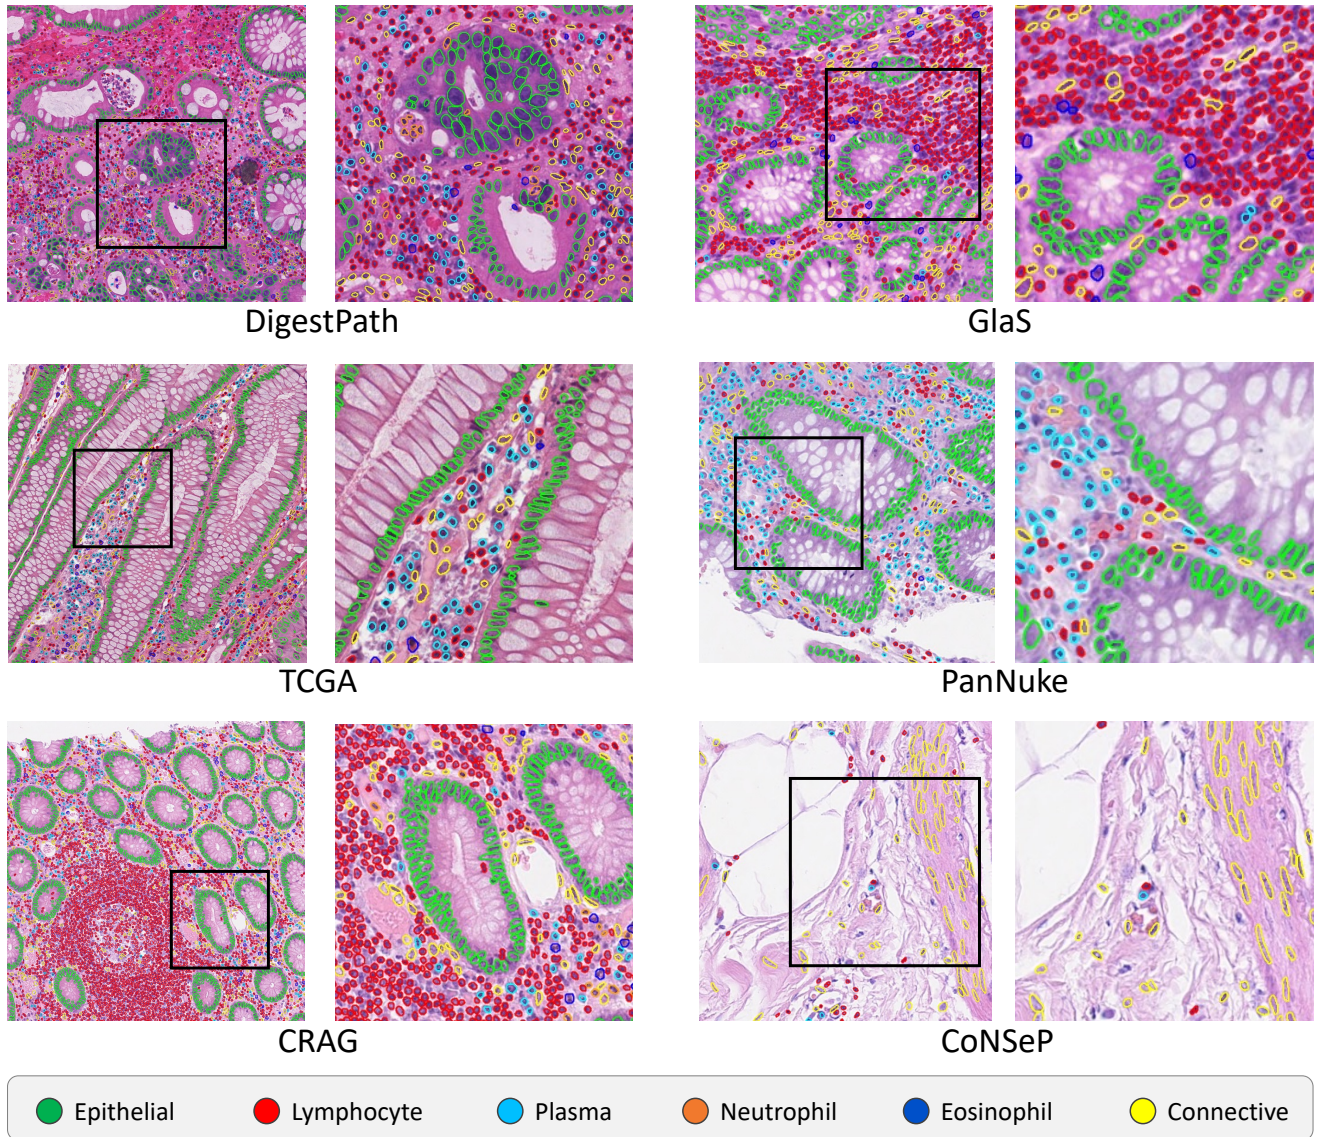 DigestPath
GlaS
TCGA
PanNuke
CRAG
CoNSeP
Epithelial Lymphocyte Plasma Neutrophil Eosinophil Connective